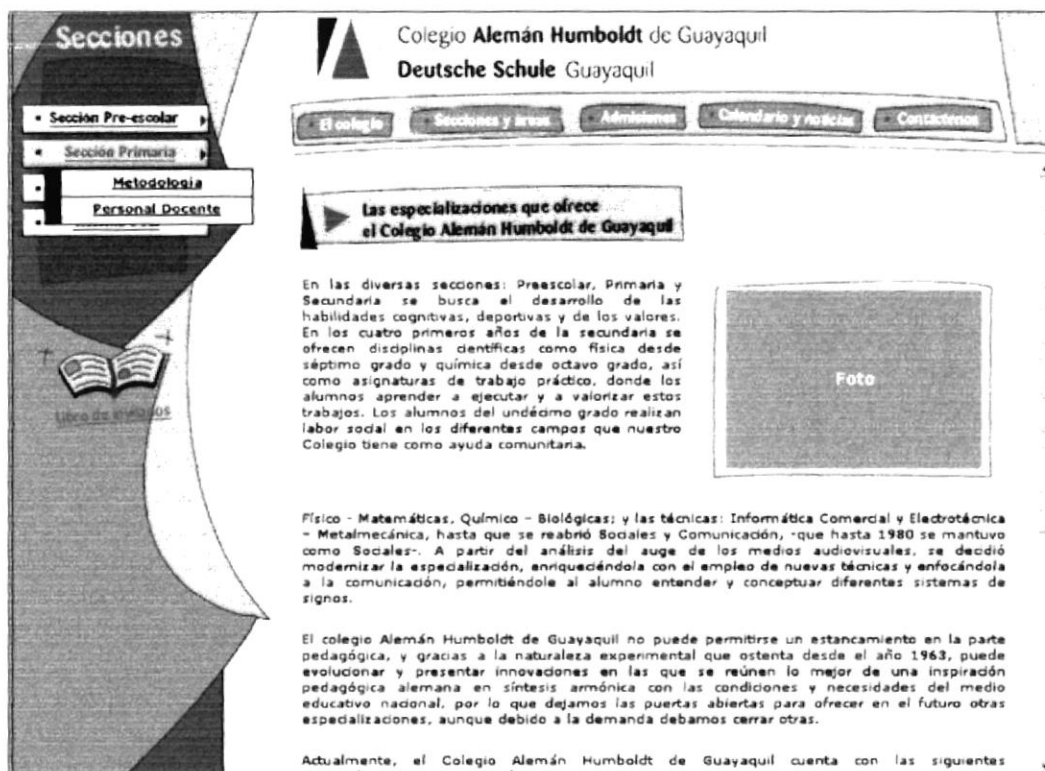 Secciones
• Sección Pre-escolar
• Sección Primaria
Metodología
Personal Docente
Libro de invitados
Colegio Alemán Humboldt de Guayaquil
Deutsche Schule Guayaquil
• El colegio
• Secciones y áreas
• Admisiones
• Calendario y noticias
• Contáctenos
Las especializaciones que ofrece
el Colegio Alemán Humboldt de Guayaquil
En las diversas secciones: Preescolar, Primaria y
Secundaria se busca el desarrollo de las
habilidades cognitivas, deportivas y de los valores.
En los cuatro primeros años de la secundaria se
ofrecen disciplinas científicas como física desde
séptimo grado y química desde octavo grado, así
como asignaturas de trabajo práctico, donde los
alumnos aprender a ejecutar y a valorizar estos
trabajos. Los alumnos del undécimo grado realizan
labor social en los diferentes campos que nuestro
Colegio tiene como ayuda comunitaria.
Foto
Físico - Matemáticas, Químico – Biológicas; y las técnicas: Informática Comercial y Electrotécnica
– Metalmecánica, hasta que se reabrió Sociales y Comunicación, -que hasta 1980 se mantuvo
como Sociales-. A partir del análisis del auge de los medios audiovisuales, se decidió
modernizar la especialización, enriqueciéndola con el empleo de nuevas técnicas y enfocándola
a la comunicación, permitiéndole al alumno entender y conceptuar diferentes sistemas de
signos.
El colegio Alemán Humboldt de Guayaquil no puede permitirse un estancamiento en la parte
pedagógica, y gracias a la naturaleza experimental que ostenta desde el año 1963, puede
evolucionar y presentar innovaciones en las que se reúnen lo mejor de una inspiración
pedagógica alemana en síntesis armónica con las condiciones y necesidades del medio
educativo nacional, por lo que dejamos las puertas abiertas para ofrecer en el futuro otras
especializaciones, aunque debido a la demanda debamos cerrar otras.
Actualmente, el Colegio Alemán Humboldt de Guayaquil cuenta con las siguientes